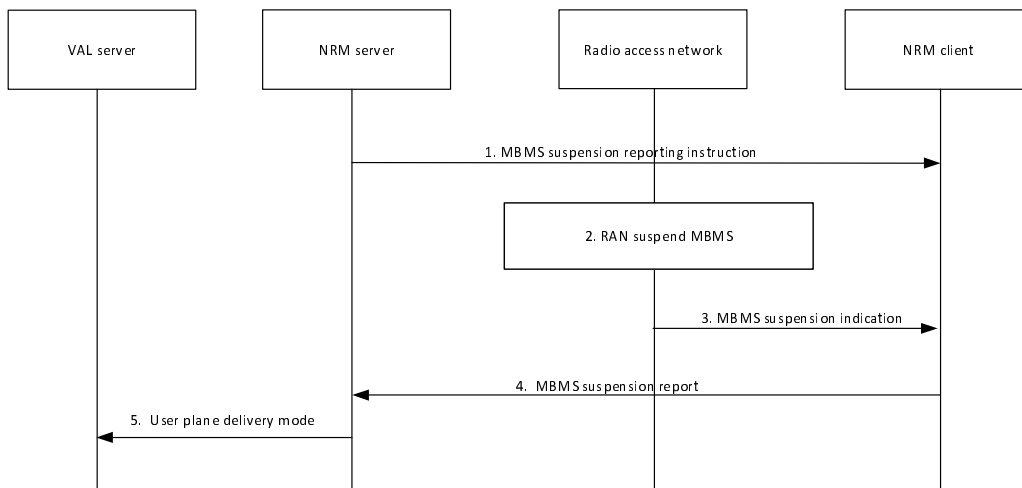 VAL server
NRM server
Radio access network
NRM client
1. MBMS suspension reporting instruction
2. RAN suspend MBMS
3. MBMS suspension indication
4. MBMS suspension report
5. User plane delivery mode